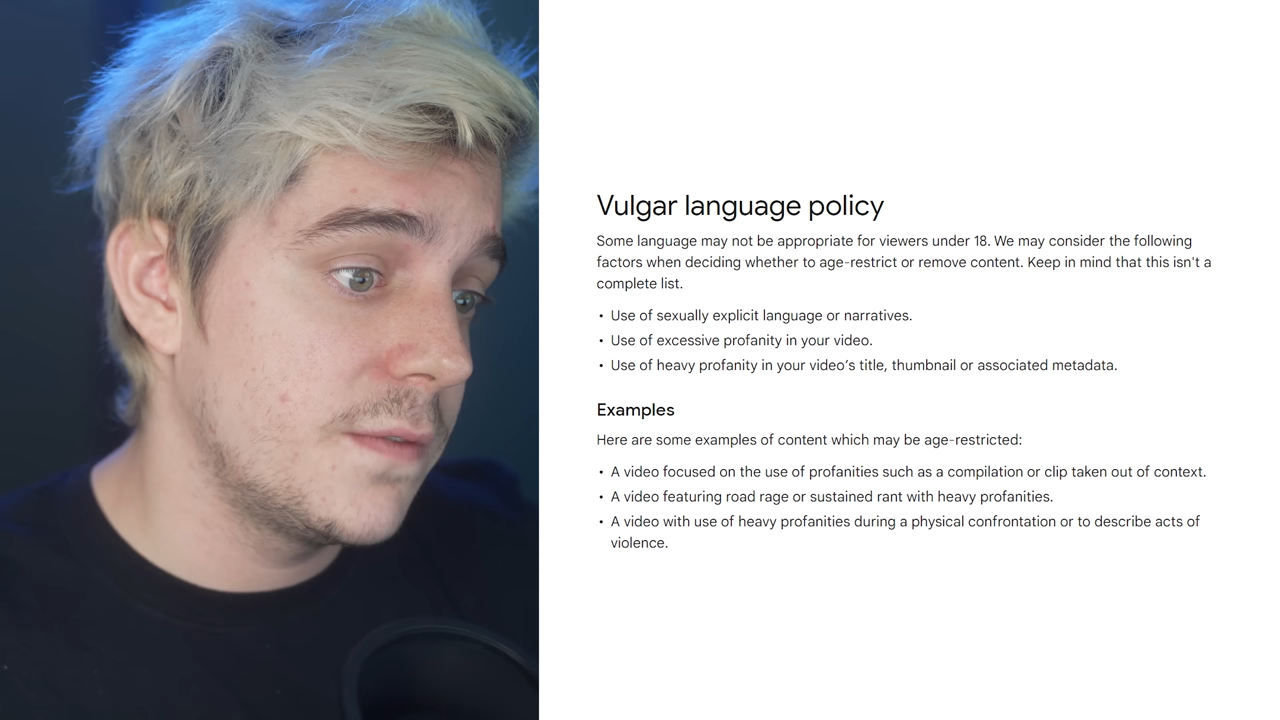 Vulgar language policy
Some language may not be appropriate for viewers under 18. We may consider the following
factors when deciding whether to age-restrict or remove content. Keep in mind that this isn't a
complete list.
• Use of sexually explicit language or narratives.
• Use of excessive profanity in your video.
• Use of heavy profanity in your video’s title, thumbnail or associated metadata.
Examples
Here are some examples of content which may be age-restricted:
• A video focused on the use of profanities such as a compilation or clip taken out of context.
• A video featuring road rage or sustained rant with heavy profanities.
• A video with use of heavy profanities during a physical confrontation or to describe acts of
violence.